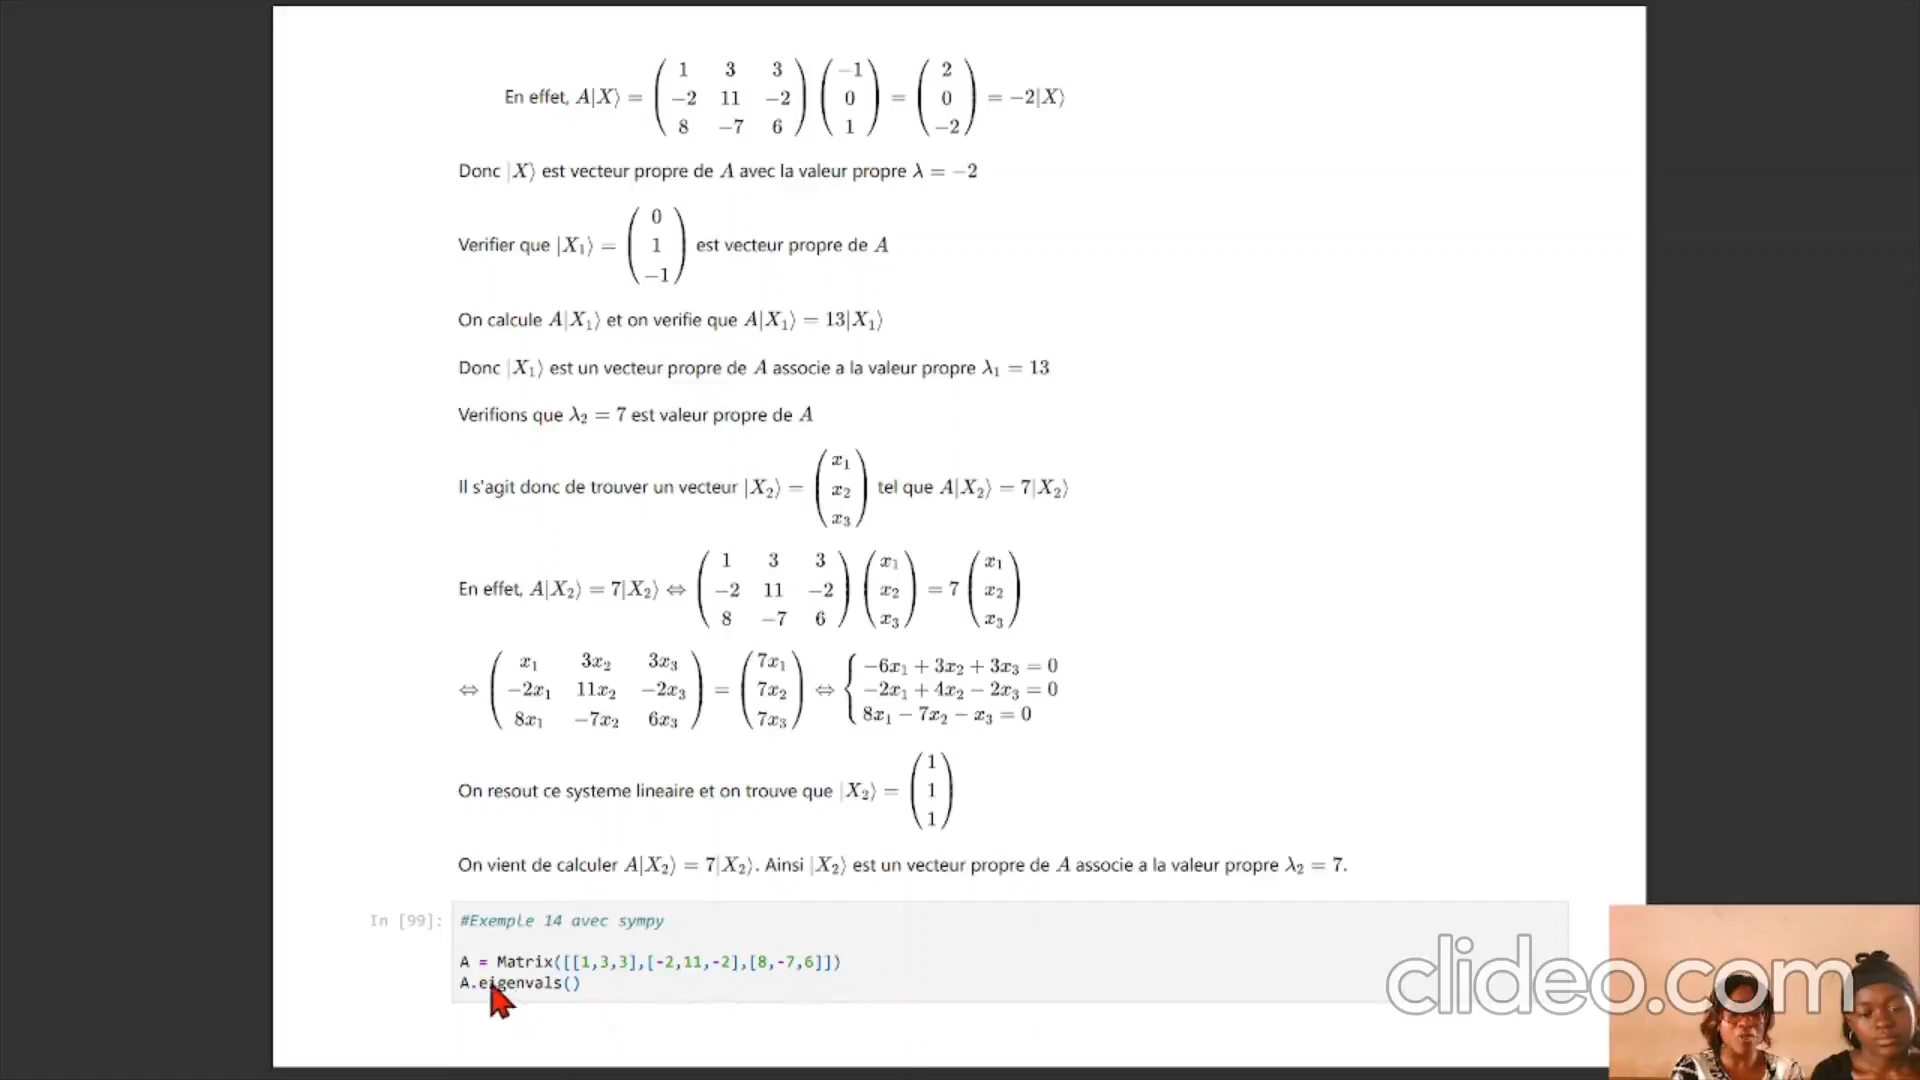 En effet, A|X⟩ = ( 1 3 3 ; −2 11 −2 ; 8 −7 6 ) ( −1 ; 0 ; 1 ) = ( 2 ; 0 ; −2 ) = −2|X⟩
Donc |X⟩ est vecteur propre de A avec la valeur propre λ = −2
Verifier que |X₁⟩ = ( 0 ; 1 ; −1 ) est vecteur propre de A
On calcule A|X₁⟩ et on verifie que A|X₁⟩ = 13|X₁⟩
Donc |X₁⟩ est un vecteur propre de A associe a la valeur propre λ₁ = 13
Verifions que λ₂ = 7 est valeur propre de A
Il s'agit donc de trouver un vecteur |X₂⟩ = ( x₁ ; x₂ ; x₃ ) tel que A|X₂⟩ = 7|X₂⟩
En effet, A|X₂⟩ = 7|X₂⟩ ⇔ ( 1 3 3 ; −2 11 −2 ; 8 −7 6 ) ( x₁ ; x₂ ; x₃ ) = 7 ( x₁ ; x₂ ; x₃ )
⇔ ( x₁ 3x₂ 3x₃ ; −2x₁ 11x₂ −2x₃ ; 8x₁ −7x₂ 6x₃ ) = ( 7x₁ ; 7x₂ ; 7x₃ ) ⇔ { −6x₁ + 3x₂ + 3x₃ = 0 ; −2x₁ + 4x₂ − 2x₃ = 0 ; 8x₁ − 7x₂ − x₃ = 0
On resout ce systeme lineaire et on trouve que |X₂⟩ = ( 1 ; 1 ; 1 )
On vient de calculer A|X₂⟩ = 7|X₂⟩. Ainsi |X₂⟩ est un vecteur propre de A associe a la valeur propre λ₂ = 7.
In [99]: #Exemple 14 avec sympy
A = Matrix([[1,3,3],[-2,11,-2],[8,-7,6]])
A.eigenvals()
clideo.com